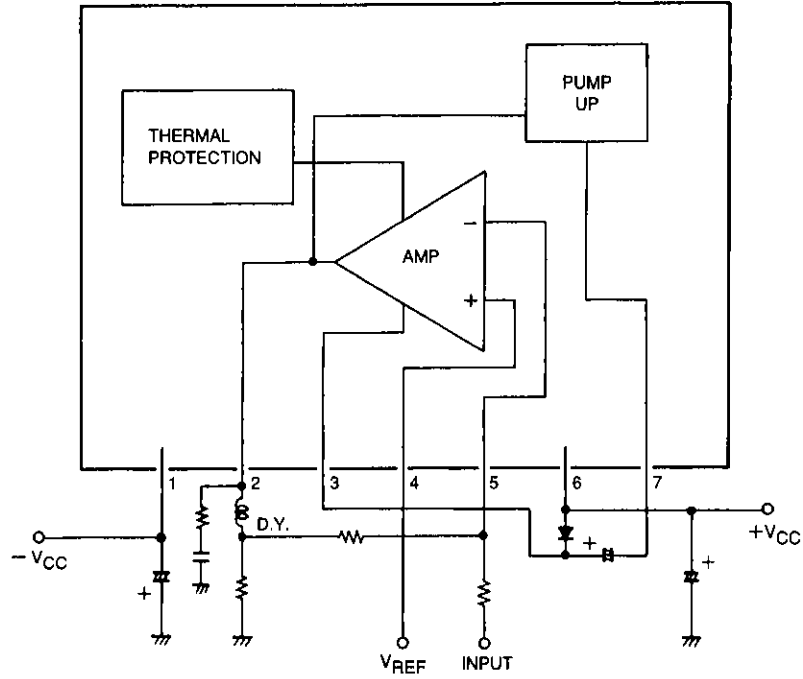 PUMP
UP
THERMAL
PROTECTION
AMP
−
+
1
2
3
4
5
6
7
D.Y.
− VCC
+
+
+
+VCC
VREF
INPUT